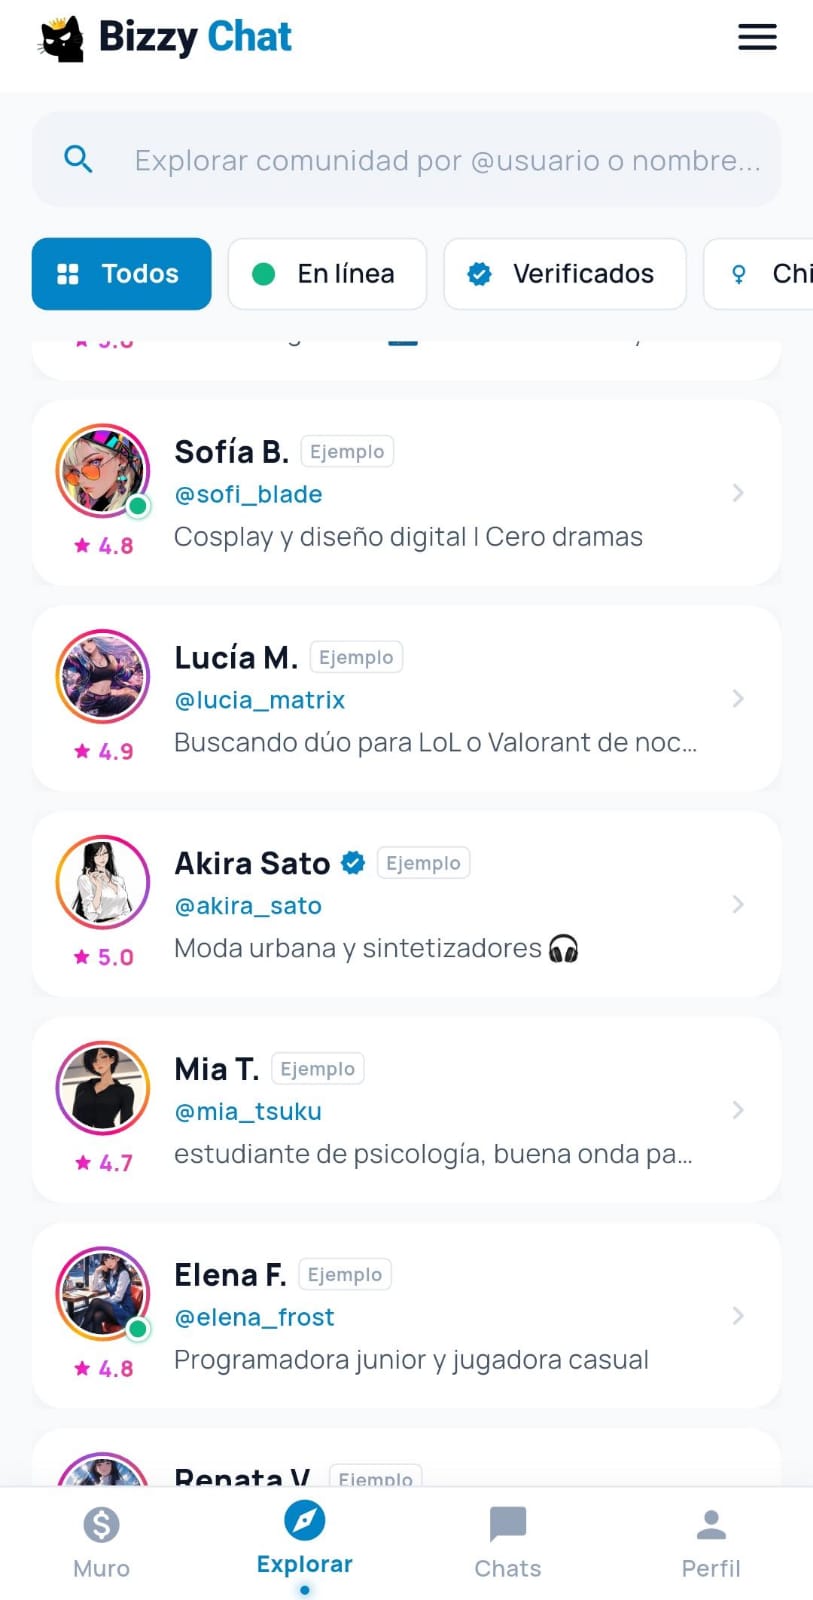 Bizzy Chat
Explorar comunidad por @usuario o nombre...
Todos
En línea
Verificados
Chi
Sofía B. Ejemplo
@sofi_blade
4.8
Cosplay y diseño digital | Cero dramas
Lucía M. Ejemplo
@lucia_matrix
4.9
Buscando dúo para LoL o Valorant de noc...
Akira Sato Ejemplo
@akira_sato
5.0
Moda urbana y sintetizadores 🎧
Mia T. Ejemplo
@mia_tsuku
4.7
estudiante de psicología, buena onda pa...
Elena F. Ejemplo
@elena_frost
4.8
Programadora junior y jugadora casual
Renata V. Ejemplo
Muro
Explorar
Chats
Perfil